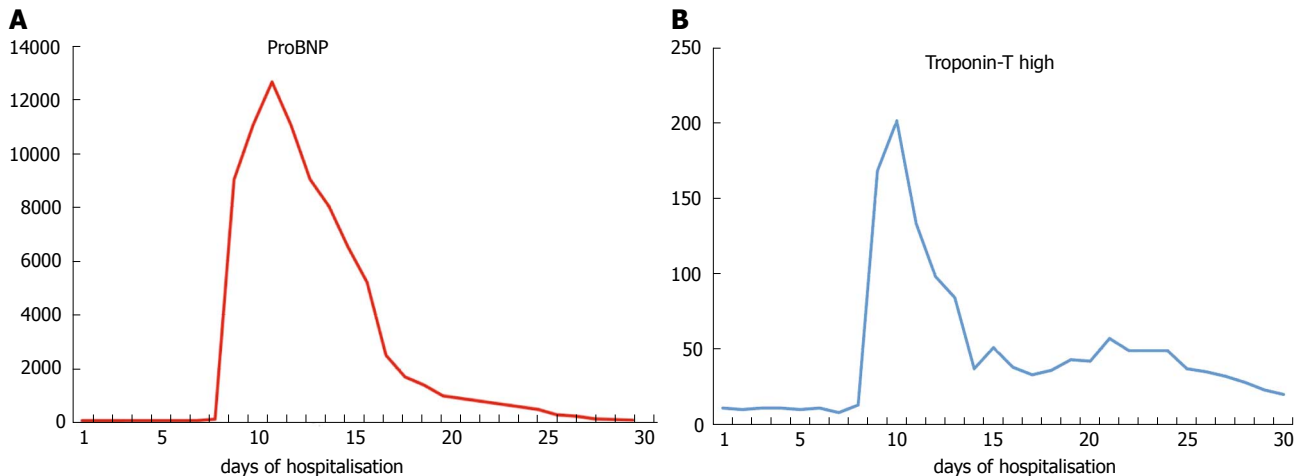 A
ProBNP
14000
12000
10000
8000
6000
4000
2000
0
1 5 10 15 20 25 30
days of hospitalisation
B
Troponin-T high
250
200
150
100
50
0
1 5 10 15 20 25 30
days of hospitalisation